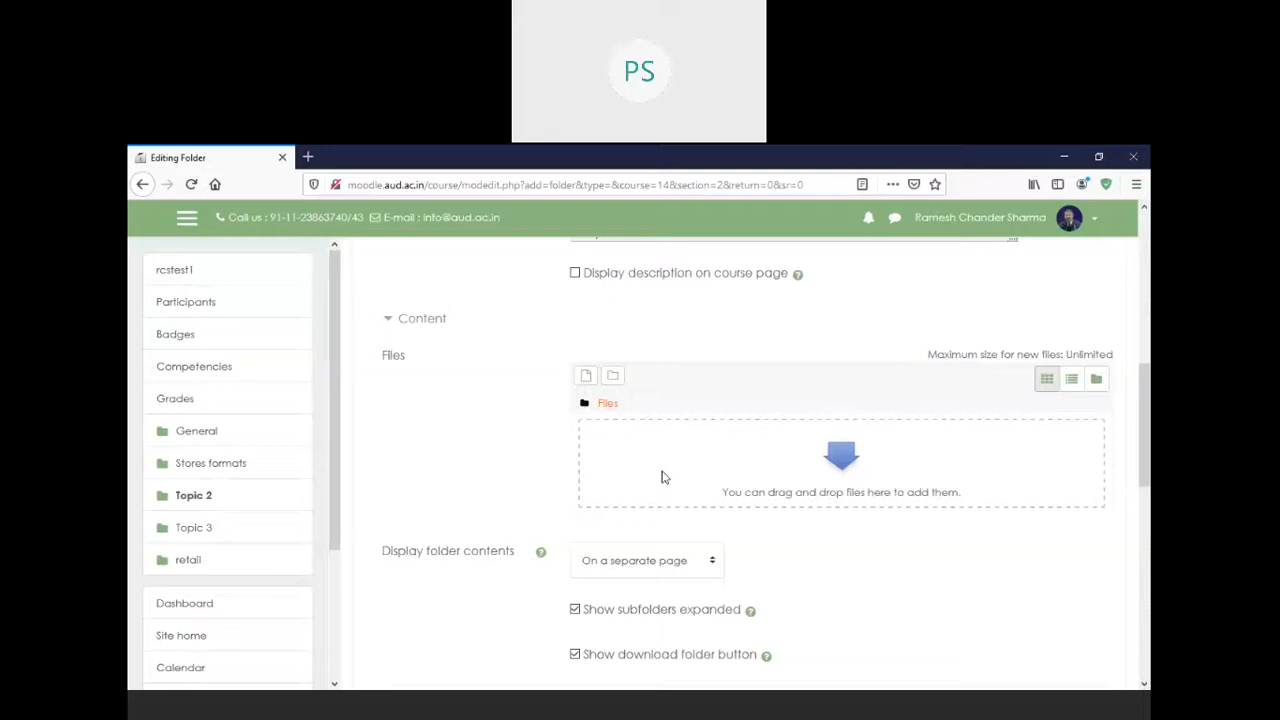 PS
Editing Folder
moodle.aud.ac.in/course/modedit.php?add=folder&type=&course=14&section=2&return=0&sr=0
Call us : 91-11-23863740/43 E-mail : info@aud.ac.in
Ramesh Chander Sharma
rcstest1
Participants
Badges
Competencies
Grades
General
Stores formats
Topic 2
Topic 3
retail
Dashboard
Site home
Calendar
Display description on course page
Content
Files
Maximum size for new files: Unlimited
Files
You can drag and drop files here to add them.
Display folder contents
On a separate page
Show subfolders expanded
Show download folder button